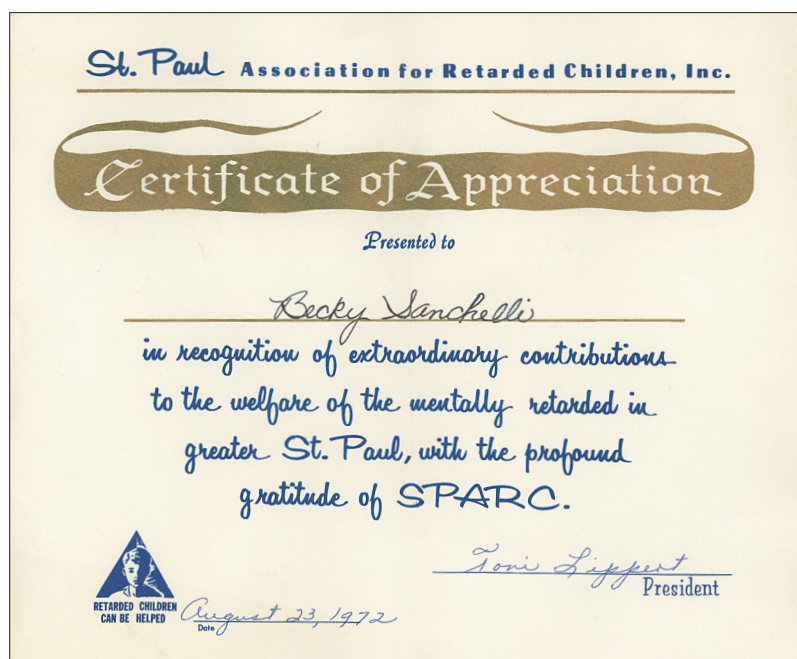 St. Paul Association for Retarded Children, Inc.
Certificate of Appreciation
Presented to
Becky Sanchelli
in recognition of extraordinary contributions
to the welfare of the mentally retarded in
greater St. Paul, with the profound
gratitude of SPARC.
Toni Lippert
President
RETARDED CHILDREN
CAN BE HELPED
August 23, 1972
Date